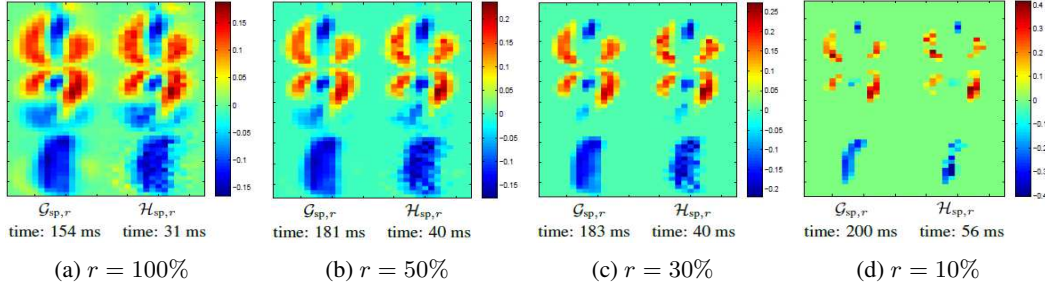 0.15
0.1
0.05
0
-0.05
-0.1
-0.15
𝒢sp,r ℋsp,r
time: 154 ms time: 31 ms
(a) r = 100%
0.2
0.15
0.1
0.05
0
-0.05
-0.1
-0.15
𝒢sp,r ℋsp,r
time: 181 ms time: 40 ms
(b) r = 50%
0.25
0.2
0.15
0.1
0.05
0
-0.05
-0.1
-0.15
-0.2
𝒢sp,r ℋsp,r
time: 183 ms time: 40 ms
(c) r = 30%
0.4
0.3
0.2
0.1
0
-0.1
-0.2
-0.3
-0.4
𝒢sp,r ℋsp,r
time: 200 ms time: 56 ms
(d) r = 10%